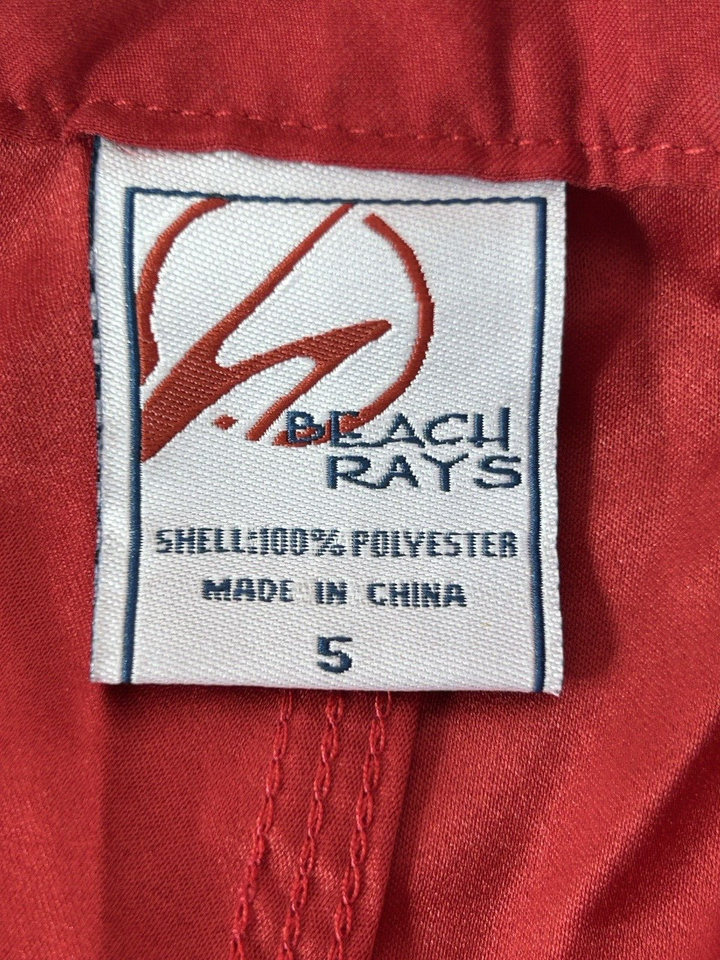 BEACH
RAYS
SHELL:100% POLYESTER
MADE IN CHINA
5